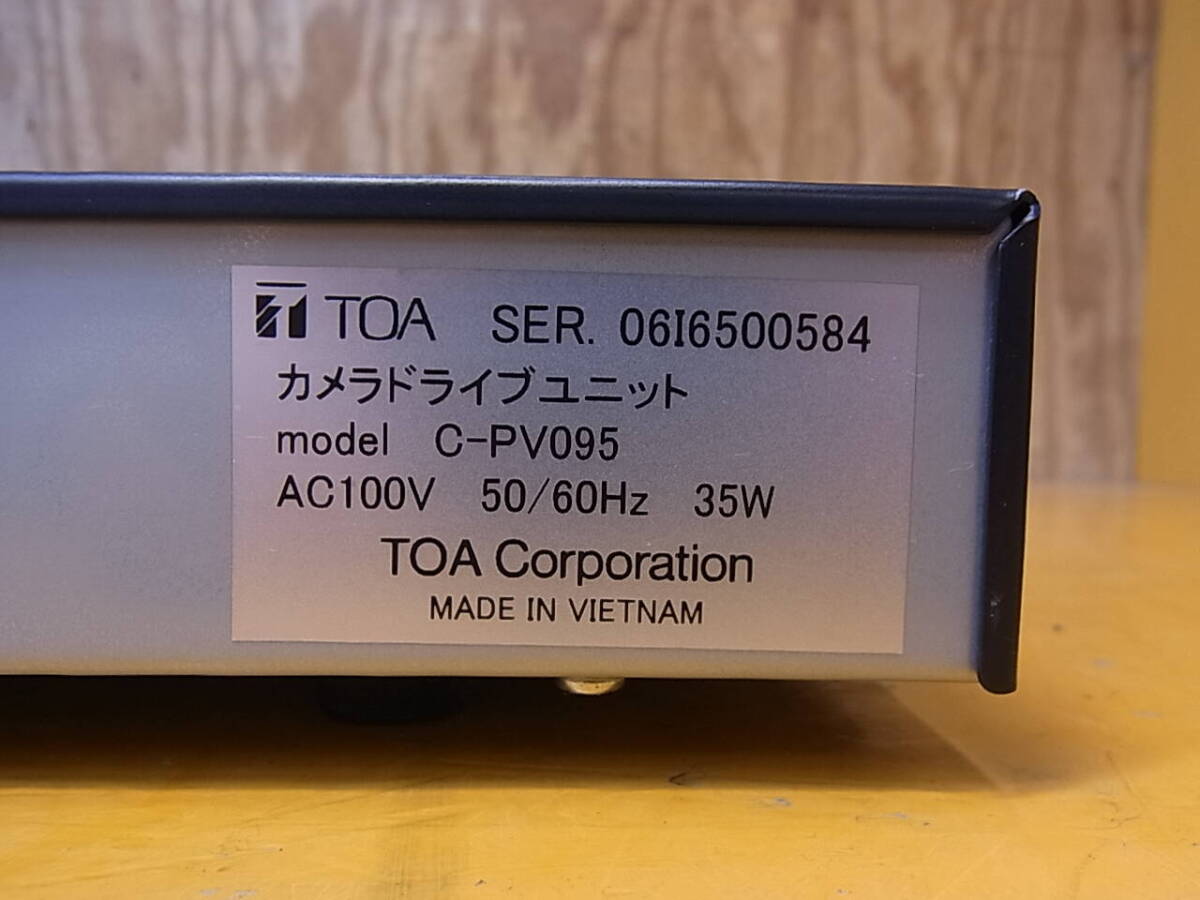 TOA SER. 06I6500584
カメラドライブユニット
model C-PV095
AC100V 50/60Hz 35W
TOA Corporation
MADE IN VIETNAM